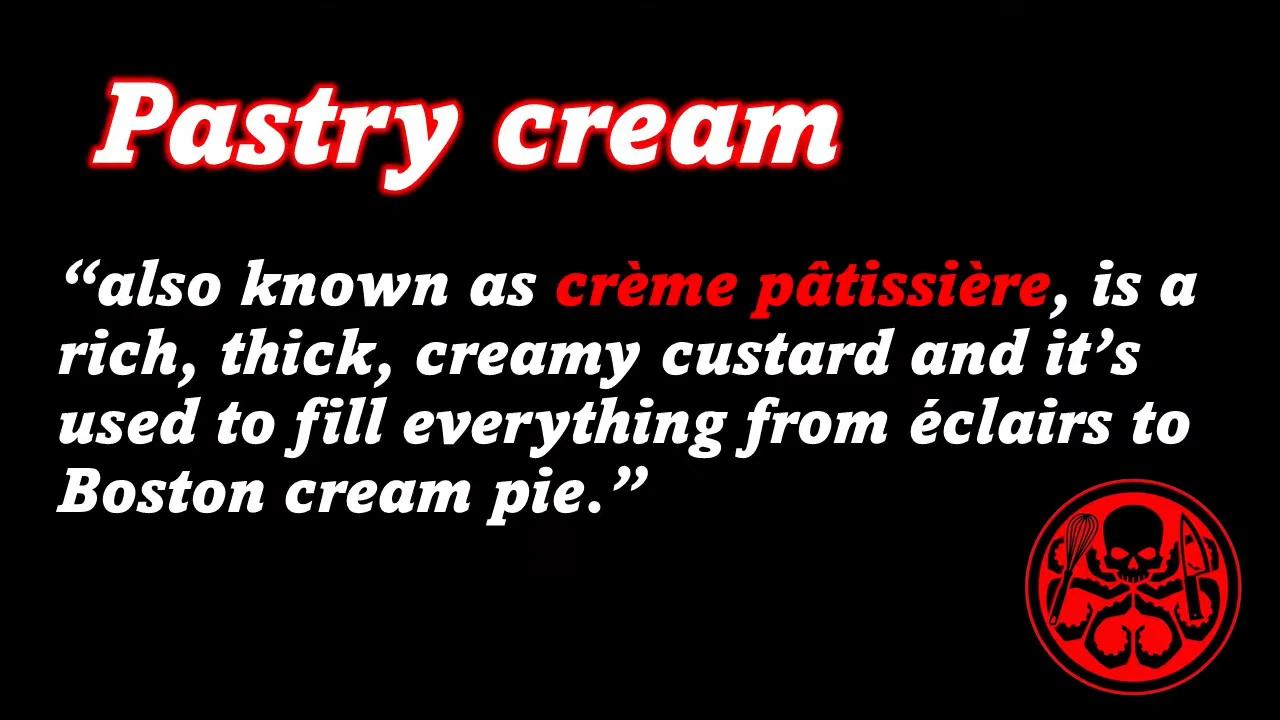 Pastry cream
“also known as crème pâtissière, is a
rich, thick, creamy custard and it’s
used to fill everything from éclairs to
Boston cream pie.”